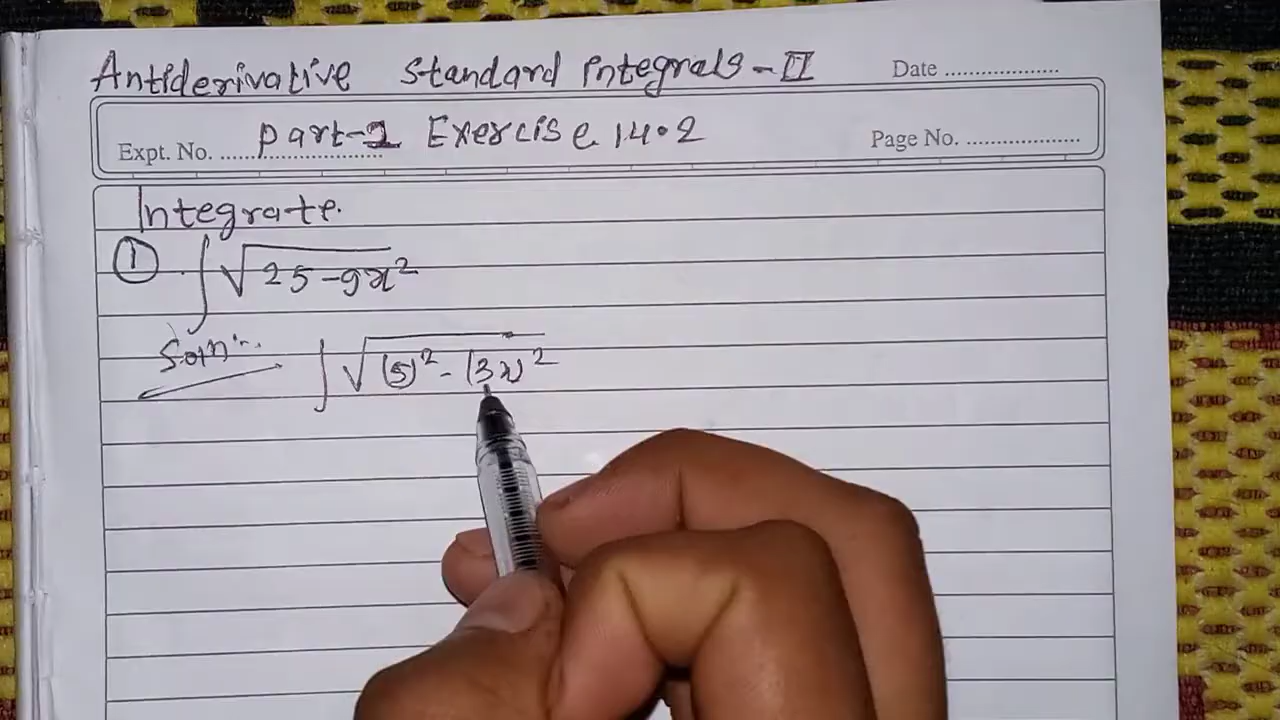 Antiderivative Standard integrals - II
Date ....................
Expt. No. .......................... part-1 Exercise 14.2
Page No. ....................
Integrate.
① ∫√25-9x²
Soln:
∫√(5)² - (3x)²